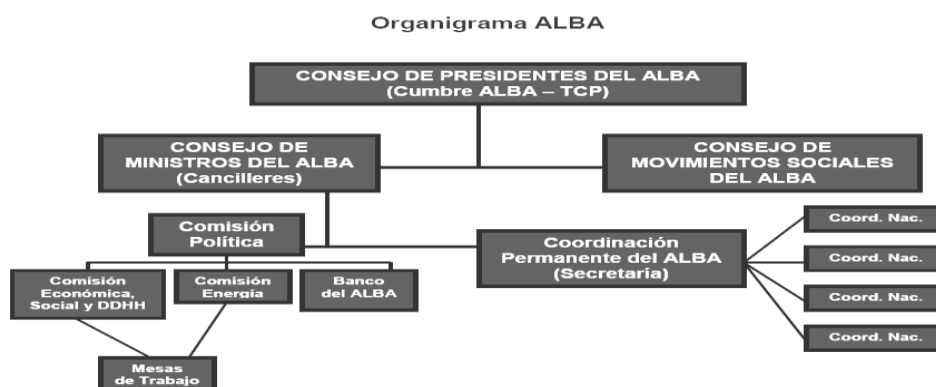 Organigrama ALBA
CONSEJO DE PRESIDENTES DEL ALBA
(Cumbre ALBA – TCP)
CONSEJO DE
MINISTROS DEL ALBA
(Cancilleres)
CONSEJO DE
MOVIMIENTOS SOCIALES
DEL ALBA
Comisión
Política
Coordinación
Permanente del ALBA
(Secretaría)
Coord. Nac.
Coord. Nac.
Coord. Nac.
Coord. Nac.
Comisión
Económica,
Social y DDHH
Comisión
Energía
Banco
del ALBA
Mesas
de Trabajo